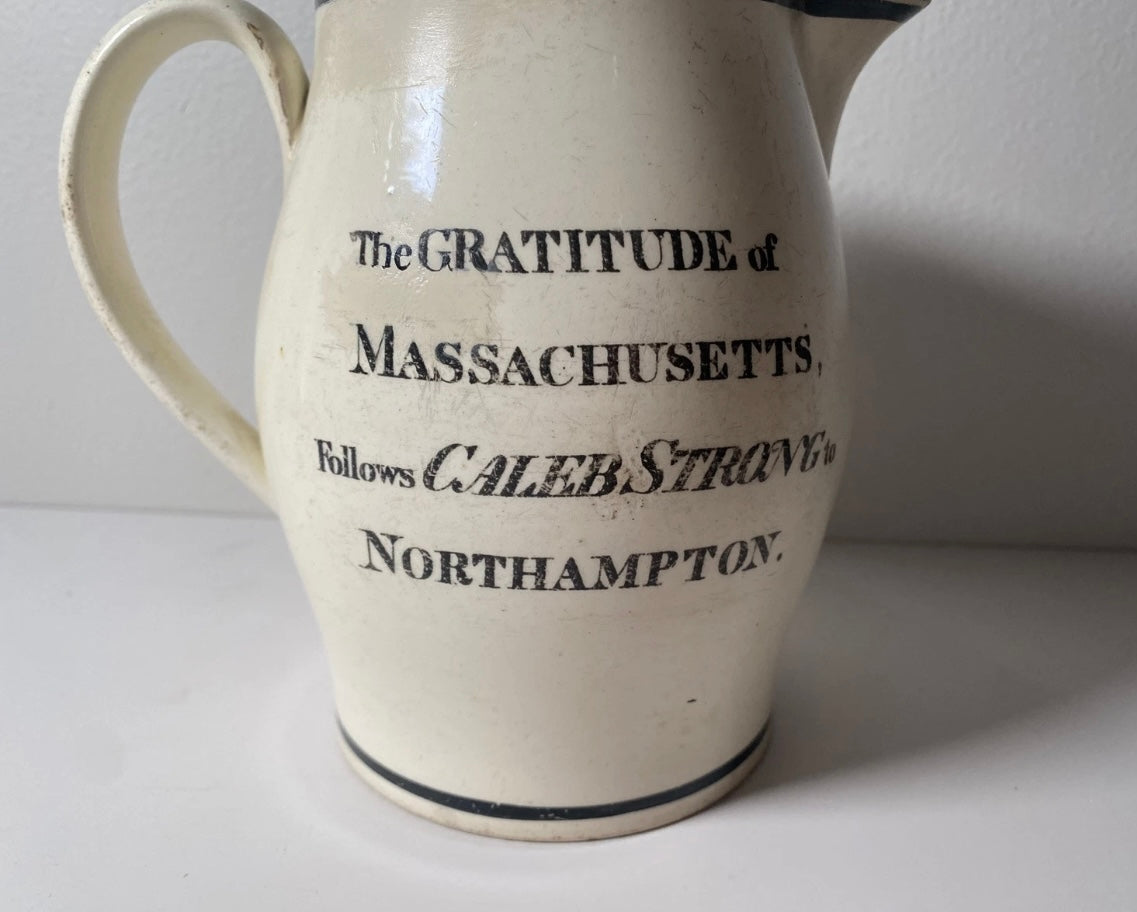 The GRATITUDE of
MASSACHUSETTS,
Follows CALEB STRONG to
NORTHAMPTON.